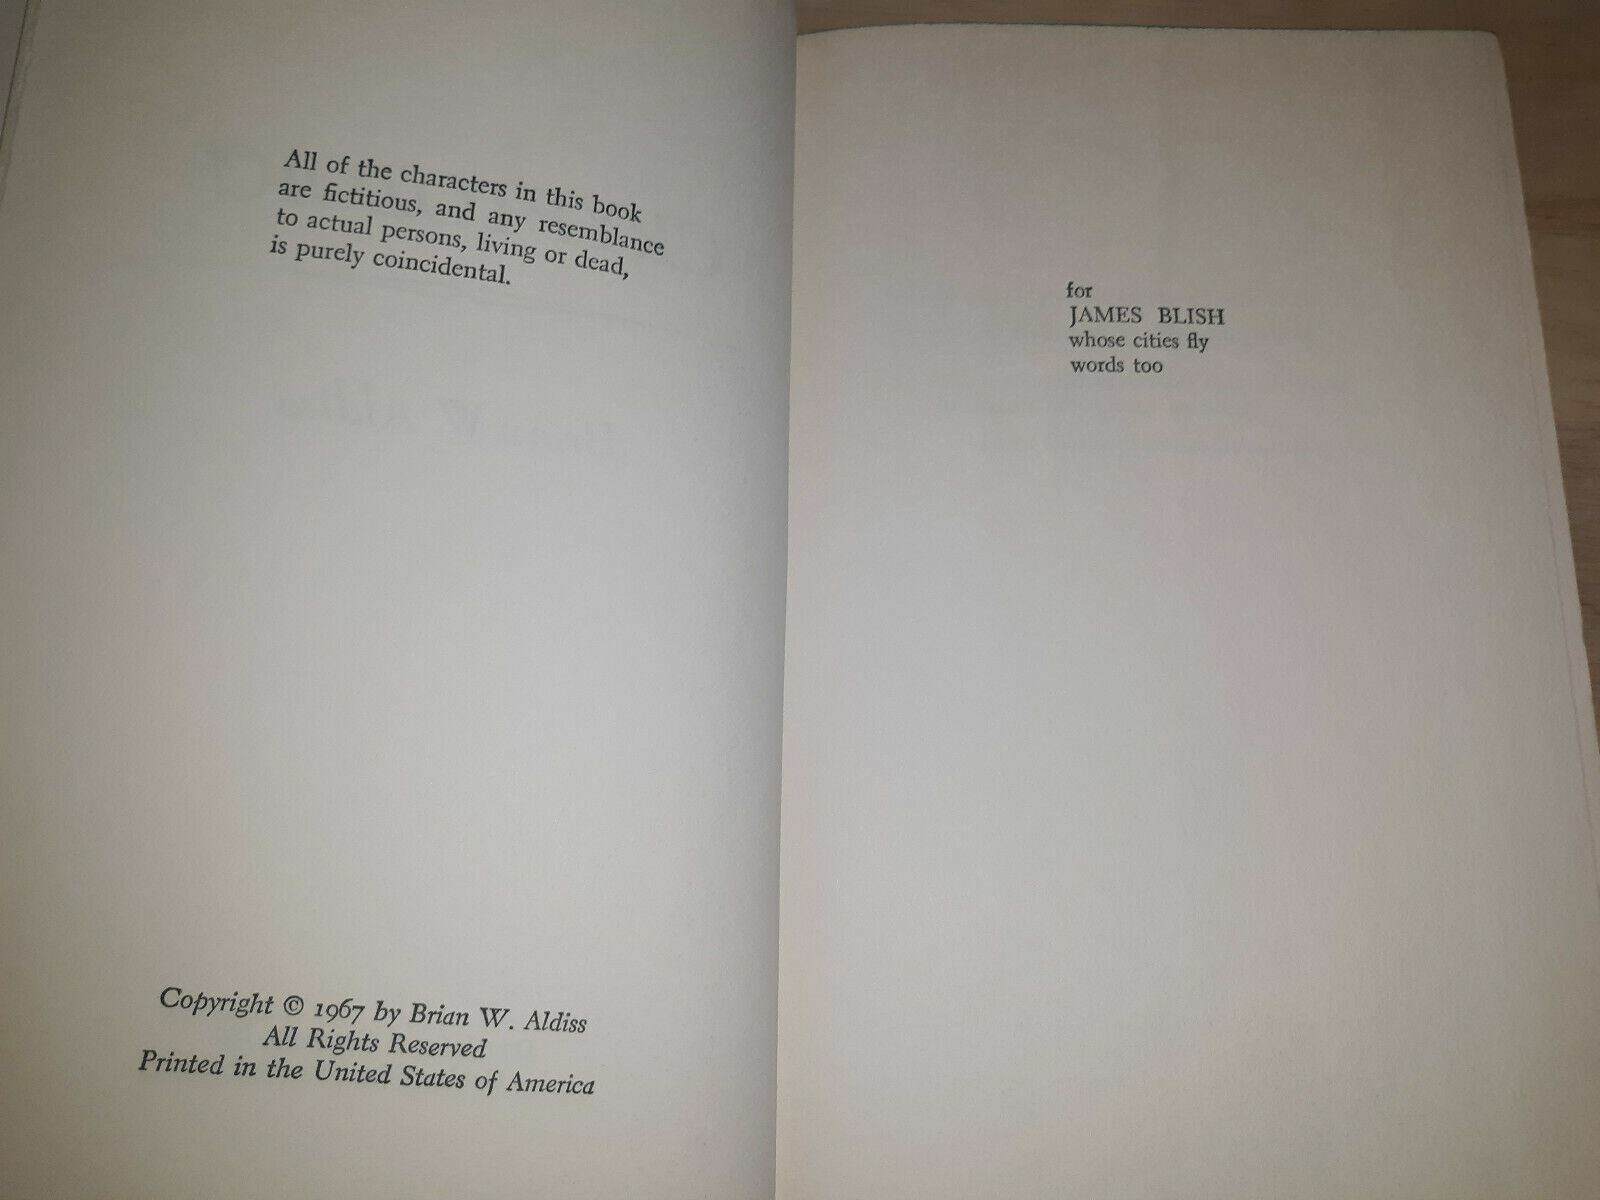 All of the characters in this book
are fictitious, and any resemblance
to actual persons, living or dead,
is purely coincidental.
Copyright © 1967 by Brian W. Aldiss
All Rights Reserved
Printed in the United States of America
for
JAMES BLISH
whose cities fly
words too